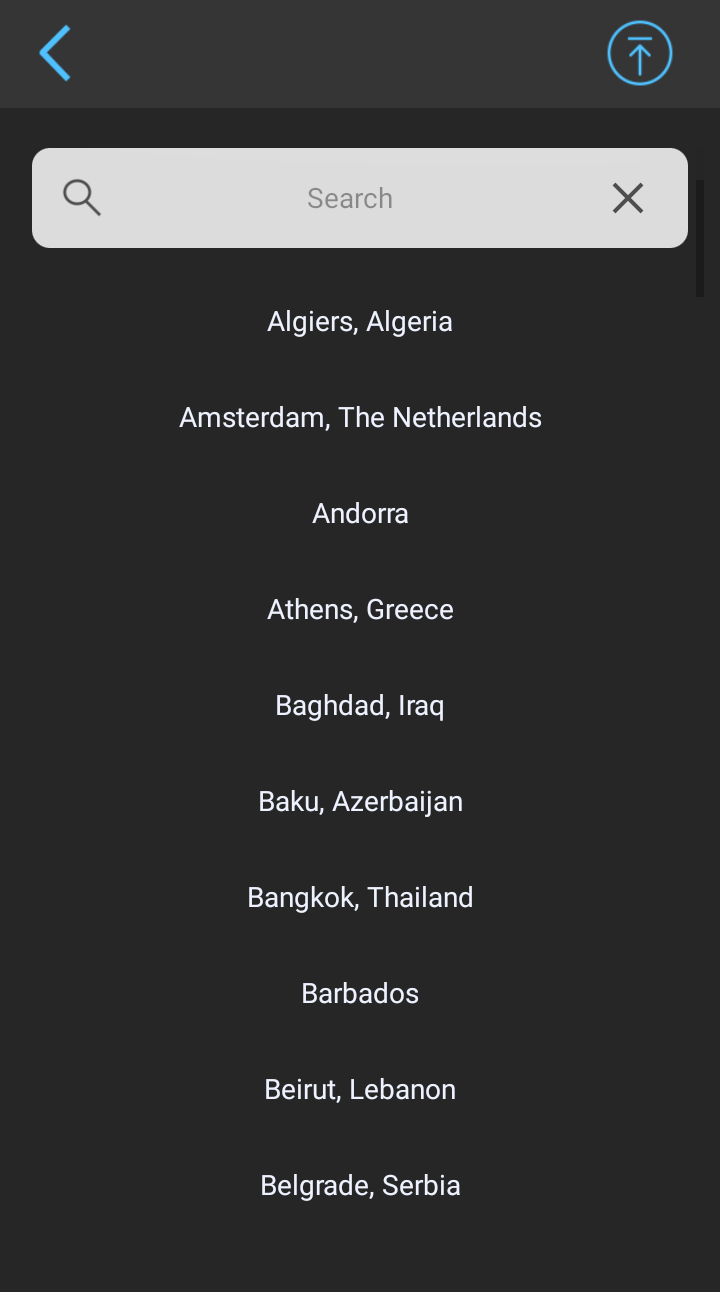 Search
Algiers, Algeria
Amsterdam, The Netherlands
Andorra
Athens, Greece
Baghdad, Iraq
Baku, Azerbaijan
Bangkok, Thailand
Barbados
Beirut, Lebanon
Belgrade, Serbia